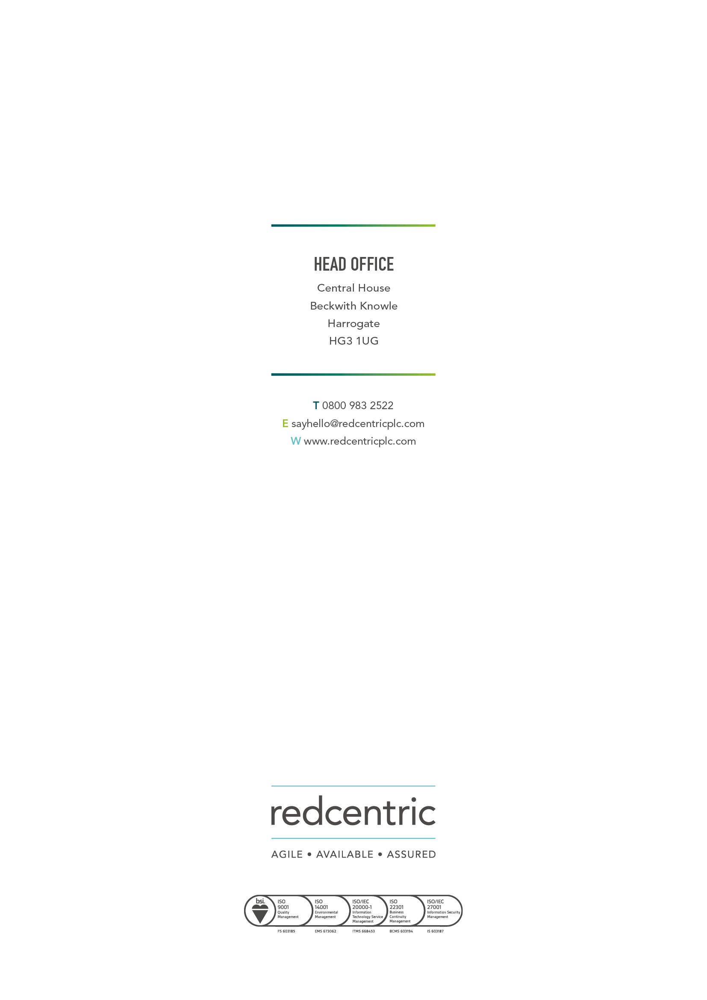 HEAD OFFICE
Central House
Beckwith Knowle
Harrogate
HG3 1UG
T 0800 983 2522
E sayhello@redcentricplc.com
W www.redcentricplc.com
redcentric
AGILE • AVAILABLE • ASSURED
bsi.
ISO
9001
Quality
Management
FS 603185
ISO
14001
Environmental
Management
EMS 673062
ISO/IEC
20000-1
Information
Technology Service
Management
ITMS 668453
ISO
22301
Business
Continuity
Management
BCMS 603194
ISO/IEC
27001
Information Security
Management
IS 603187